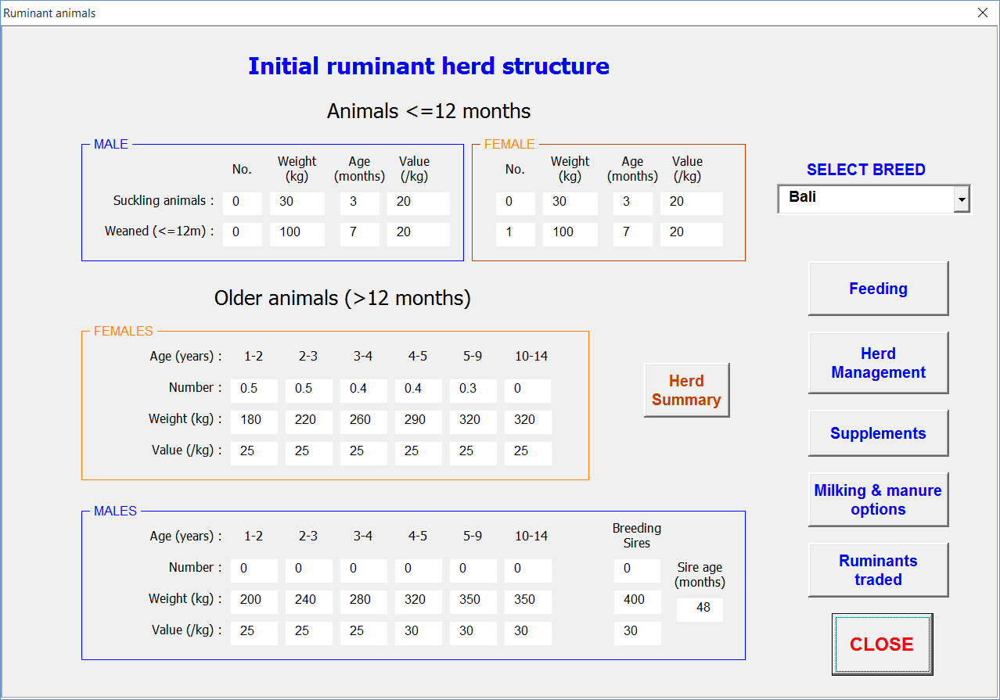 Ruminant animals
Initial ruminant herd structure
Animals <=12 months
MALE
No. Weight (kg) Age (months) Value (/kg)
Suckling animals : 0 30 3 20
Weaned (<=12m) : 0 100 7 20
FEMALE
No. Weight (kg) Age (months) Value (/kg)
0 30 3 20
1 100 7 20
SELECT BREED
Bali
Older animals (>12 months)
FEMALES
Age (years) : 1-2 2-3 3-4 4-5 5-9 10-14
Number : 0.5 0.5 0.4 0.4 0.3 0
Weight (kg) : 180 220 260 290 320 320
Value (/kg) : 25 25 25 25 25 25
Herd
Summary
MALES
Age (years) : 1-2 2-3 3-4 4-5 5-9 10-14
Number : 0 0 0 0 0 0
Weight (kg) : 200 240 280 320 350 350
Value (/kg) : 25 25 25 30 30 30
Breeding
Sires
0
400
30
Sire age
(months)
48
Feeding
Herd
Management
Supplements
Milking & manure
options
Ruminants
traded
CLOSE